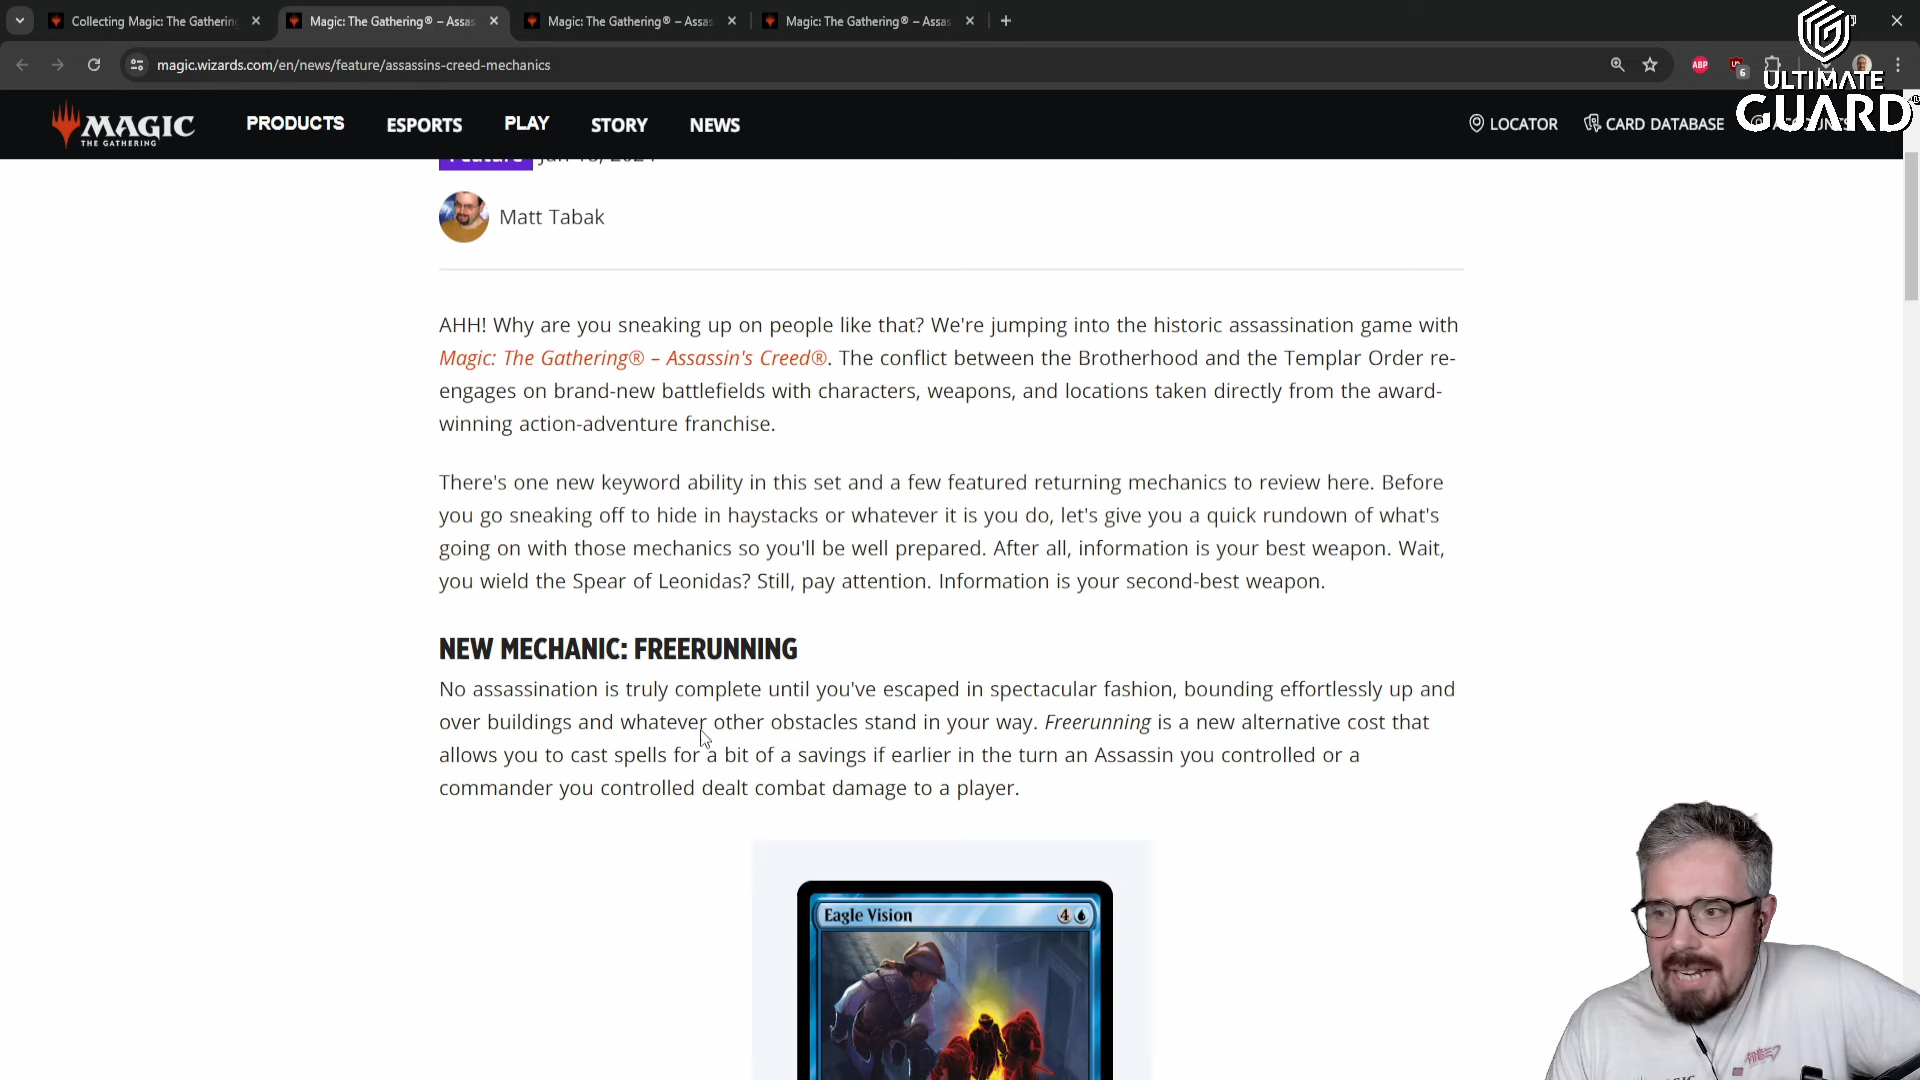 Collecting Magic: The Gathering
Magic: The Gathering® – Assas
Magic: The Gathering® – Assas
Magic: The Gathering® – Assas
magic.wizards.com/en/news/feature/assassins-creed-mechanics
ABP
6
ULTIMATE
GUARD
MAGIC
THE GATHERING
PRODUCTS
ESPORTS
PLAY
STORY
NEWS
LOCATOR
CARD DATABASE
Feature
Matt Tabak
AHH! Why are you sneaking up on people like that? We're jumping into the historic assassination game with
Magic: The Gathering® – Assassin's Creed®. The conflict between the Brotherhood and the Templar Order re-
engages on brand-new battlefields with characters, weapons, and locations taken directly from the award-
winning action-adventure franchise.
There's one new keyword ability in this set and a few featured returning mechanics to review here. Before
you go sneaking off to hide in haystacks or whatever it is you do, let's give you a quick rundown of what's
going on with those mechanics so you'll be well prepared. After all, information is your best weapon. Wait,
you wield the Spear of Leonidas? Still, pay attention. Information is your second-best weapon.
NEW MECHANIC: FREERUNNING
No assassination is truly complete until you've escaped in spectacular fashion, bounding effortlessly up and
over buildings and whatever other obstacles stand in your way. Freerunning is a new alternative cost that
allows you to cast spells for a bit of a savings if earlier in the turn an Assassin you controlled or a
commander you controlled dealt combat damage to a player.
Eagle Vision
4